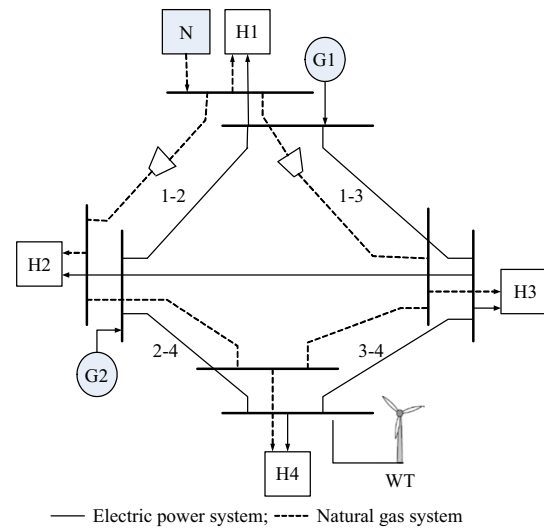 N
H1
G1
1-2
1-3
H2
H3
G2
2-4
3-4
H4
WT
Electric power system;
Natural gas system